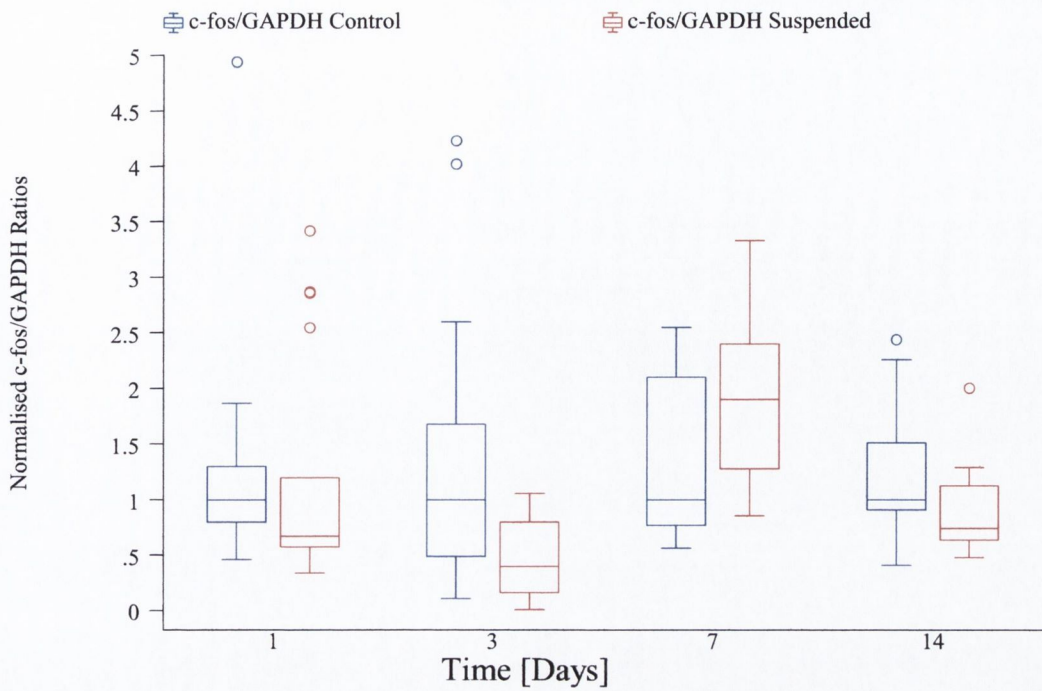 c-fos/GAPDH Control c-fos/GAPDH Suspended
Normalised c-fos/GAPDH Ratios
5
4.5
4
3.5
3
2.5
2
1.5
1
.5
0
1 3 7 14
Time [Days]